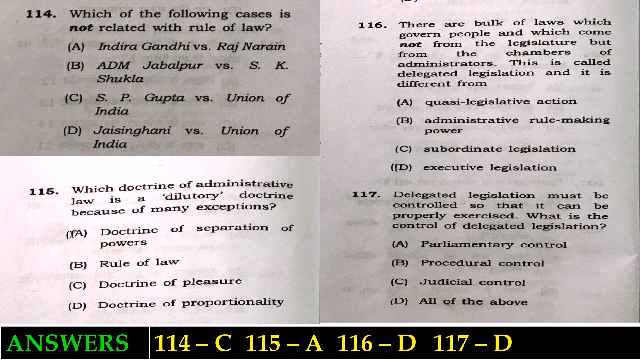 114. Which of the following cases is
not related with rule of law?
(A) Indira Gandhi vs. Raj Narain
(B) ADM Jabalpur vs. S. K.
Shukla
(C) S. P. Gupta vs. Union of
India
(D) Jaisinghani vs. Union of
India
115. Which doctrine of administrative
law is a ‘dilutory’ doctrine
because of many exceptions?
(A) Doctrine of separation of
powers
(B) Rule of law
(C) Doctrine of pleasure
(D) Doctrine of proportionality
116. There are bulk of laws which
govern people and which come
not from the legislature but
from the chambers of
administrators. This is called
delegated legislation and it is
different from
(A) quasi-legislative action
(B) administrative rule-making
power
(C) subordinate legislation
(D) executive legislation
117. Delegated legislation must be
controlled so that it can be
properly exercised. What is the
control of delegated legislation?
(A) Parliamentary control
(B) Procedural control
(C) Judicial control
(D) All of the above
ANSWERS 114 – C 115 – A 116 – D 117 – D